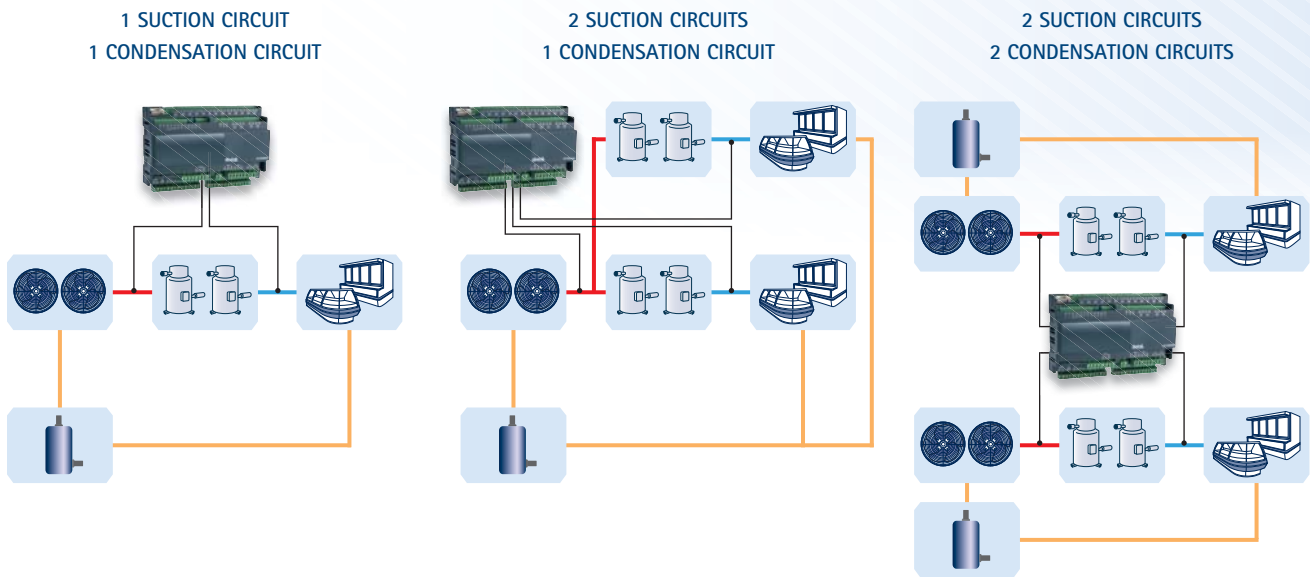 1 SUCTION CIRCUIT
1 CONDENSATION CIRCUIT
2 SUCTION CIRCUITS
1 CONDENSATION CIRCUIT
2 SUCTION CIRCUITS
2 CONDENSATION CIRCUITS